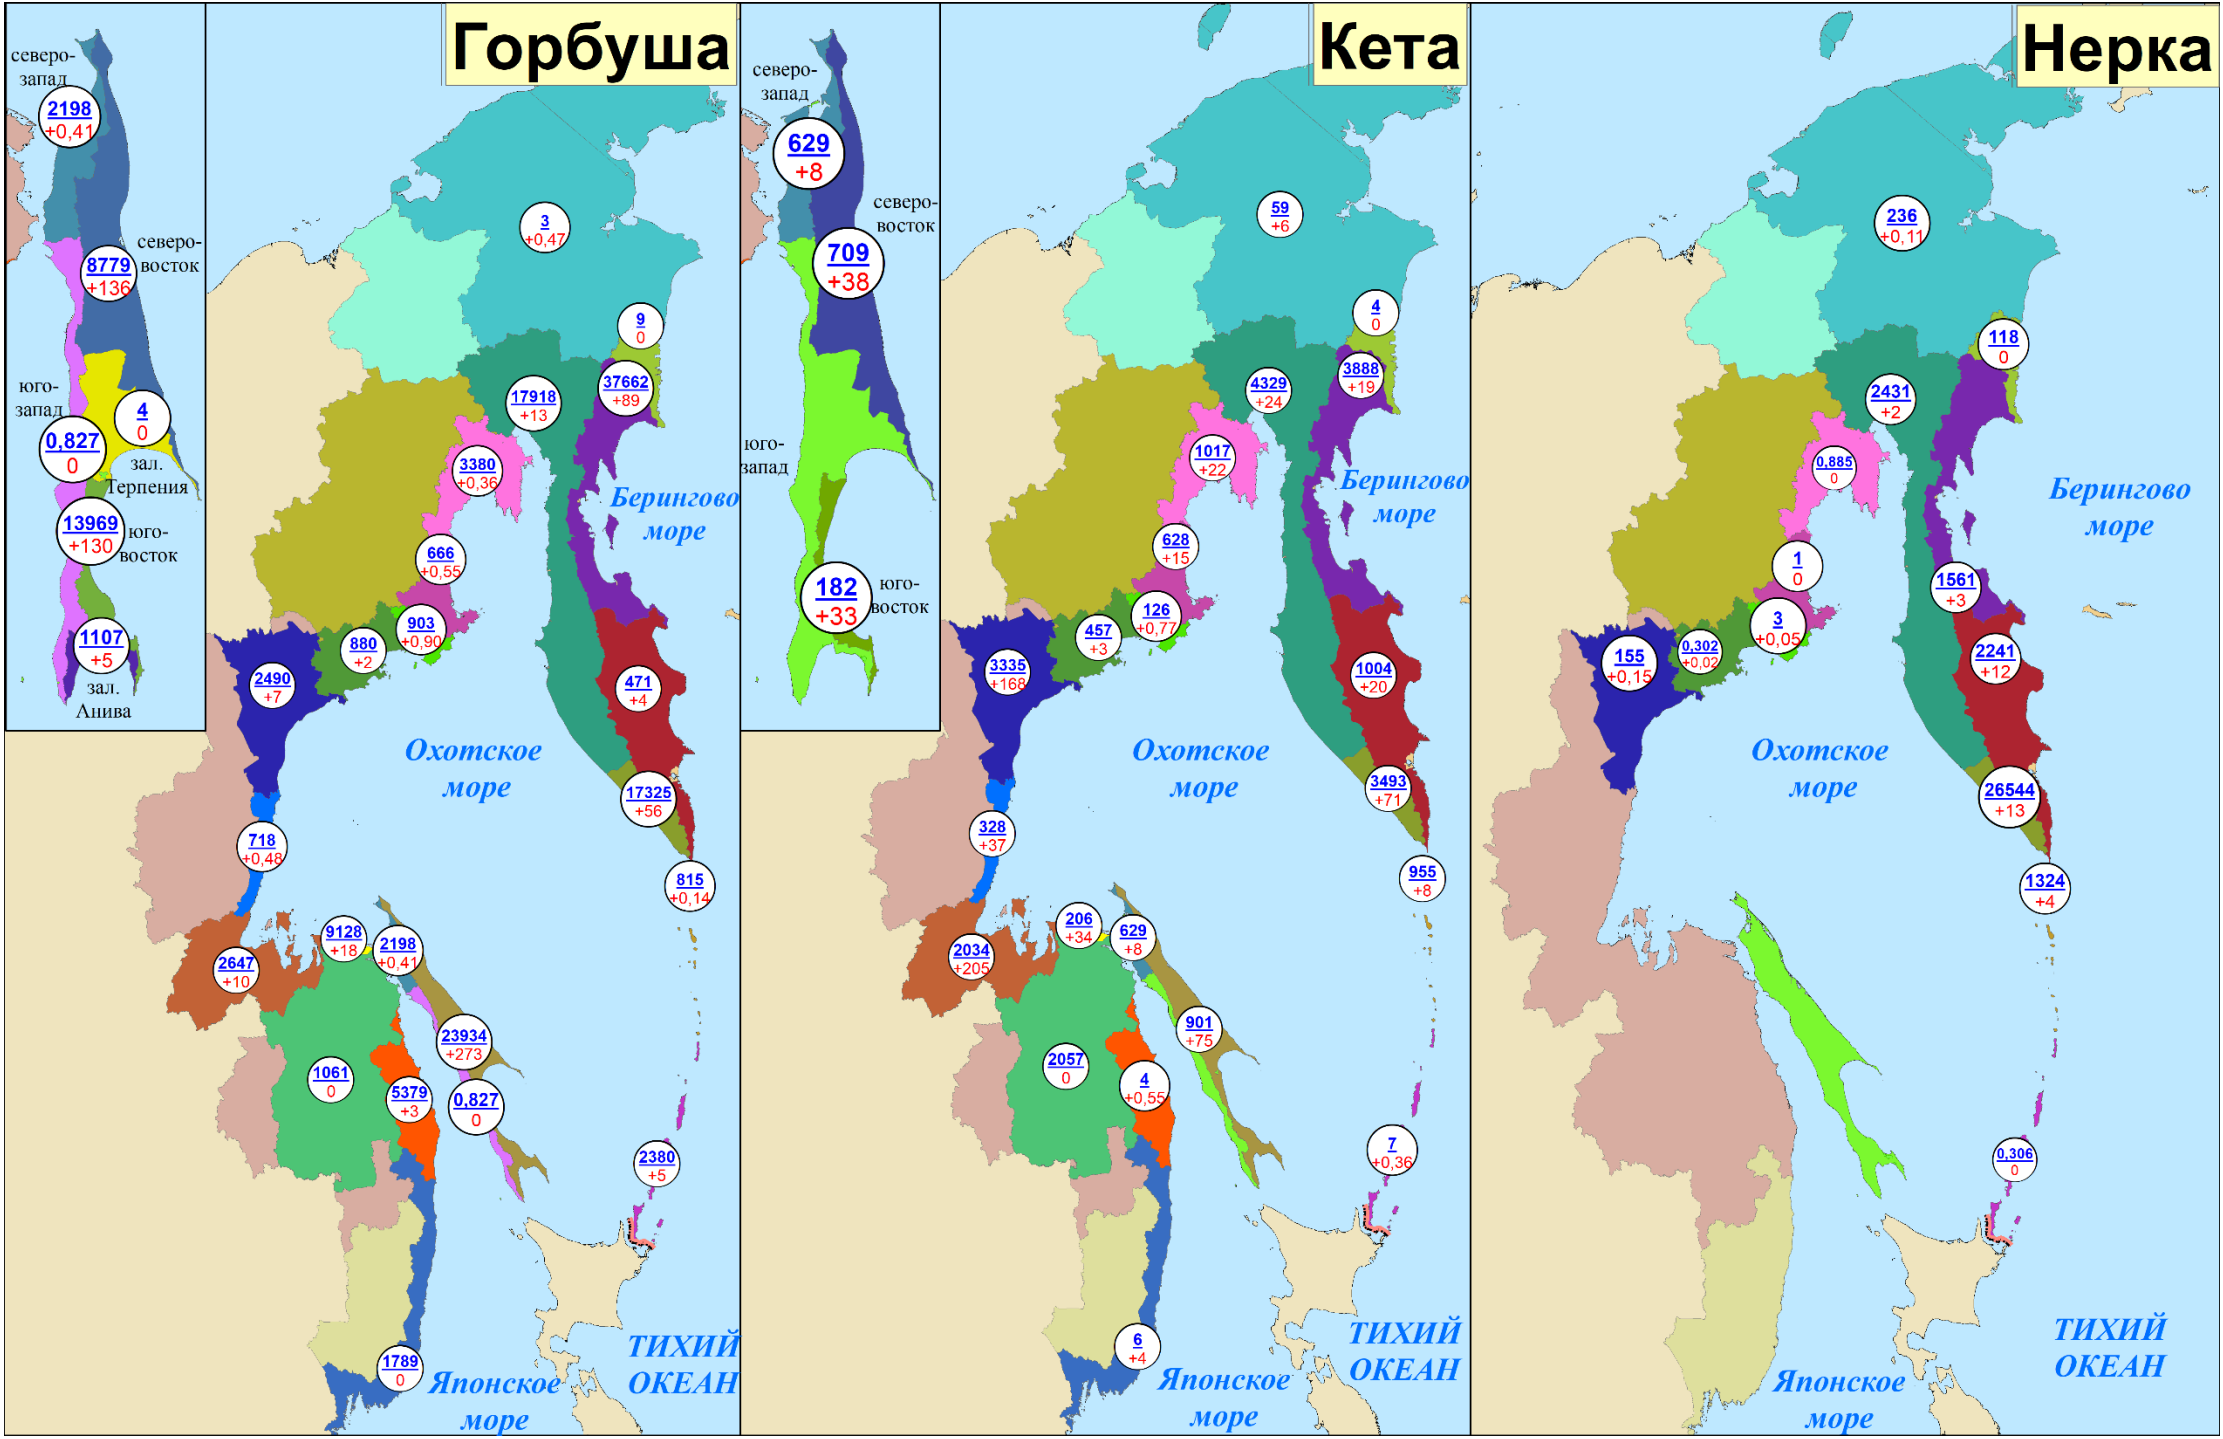 Горбуша
северо-
запад
2198
+0,41
северо-
восток
8779
+136
юго-
запад
0,827
0
4
0
зал.
Терпения
13969
+130
юго-
восток
1107
+5
зал.
Анива
3
+0,47
9
0
37662
+89
17918
+13
3380
+0,36
Берингово
море
666
+0,55
903
+0,90
880
+2
2490
+7
471
+4
Охотское
море
17325
+56
718
+0,48
815
+0,14
9128
+18
2198
+0,41
2647
+10
23934
+273
1061
0
5379
+3
0,827
0
2380
+5
1789
0
Японское
море
ТИХИЙ
ОКЕАН
Кета
северо-
запад
629
+8
северо-
восток
709
+38
юго-
запад
182
+33
юго-
восток
59
+6
4
0
3888
+19
4329
+24
1017
+22
Берингово
море
628
+15
126
+0,77
457
+3
3335
+168
1004
+20
Охотское
море
3493
+71
328
+37
955
+8
206
+34
629
+8
2034
+205
901
+75
2057
0
4
+0,55
7
+0,36
6
+4
Японское
море
ТИХИЙ
ОКЕАН
Нерка
236
+0,11
118
0
2431
+2
0,885
0
Берингово
море
1
0
1561
+3
3
+0,05
0,302
+0,02
155
+0,15
2241
+12
Охотское
море
26544
+13
1324
+4
0,306
0
ТИХИЙ
ОКЕАН
Японское
море